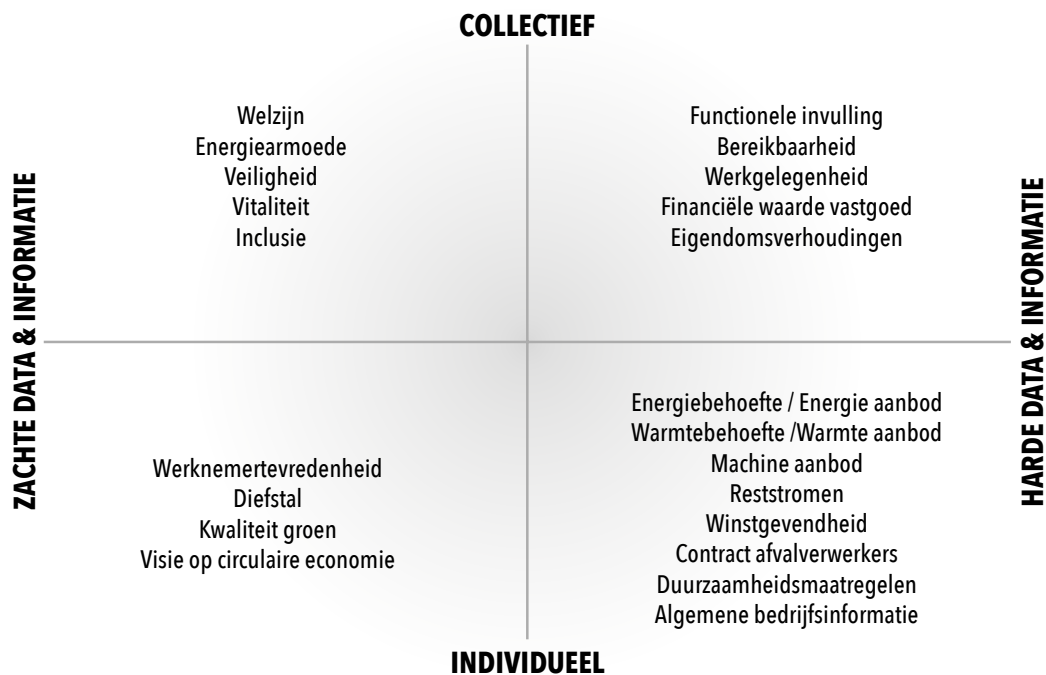 COLLECTIEF
ZACHTE DATA & INFORMATIE
Welzijn
Energiearmoede
Veiligheid
Vitaliteit
Inclusie
Functionele invulling
Bereikbaarheid
Werkgelegenheid
Financiële waarde vastgoed
Eigendomsverhoudingen
HARDE DATA & INFORMATIE
Werknemertevredenheid
Diefstal
Kwaliteit groen
Visie op circulaire economie
Energiebehoefte / Energie aanbod
Warmtebehoefte /Warmte aanbod
Machine aanbod
Reststromen
Winstgevendheid
Contract afvalverwerkers
Duurzaamheidsmaatregelen
Algemene bedrijfsinformatie
INDIVIDUEEL